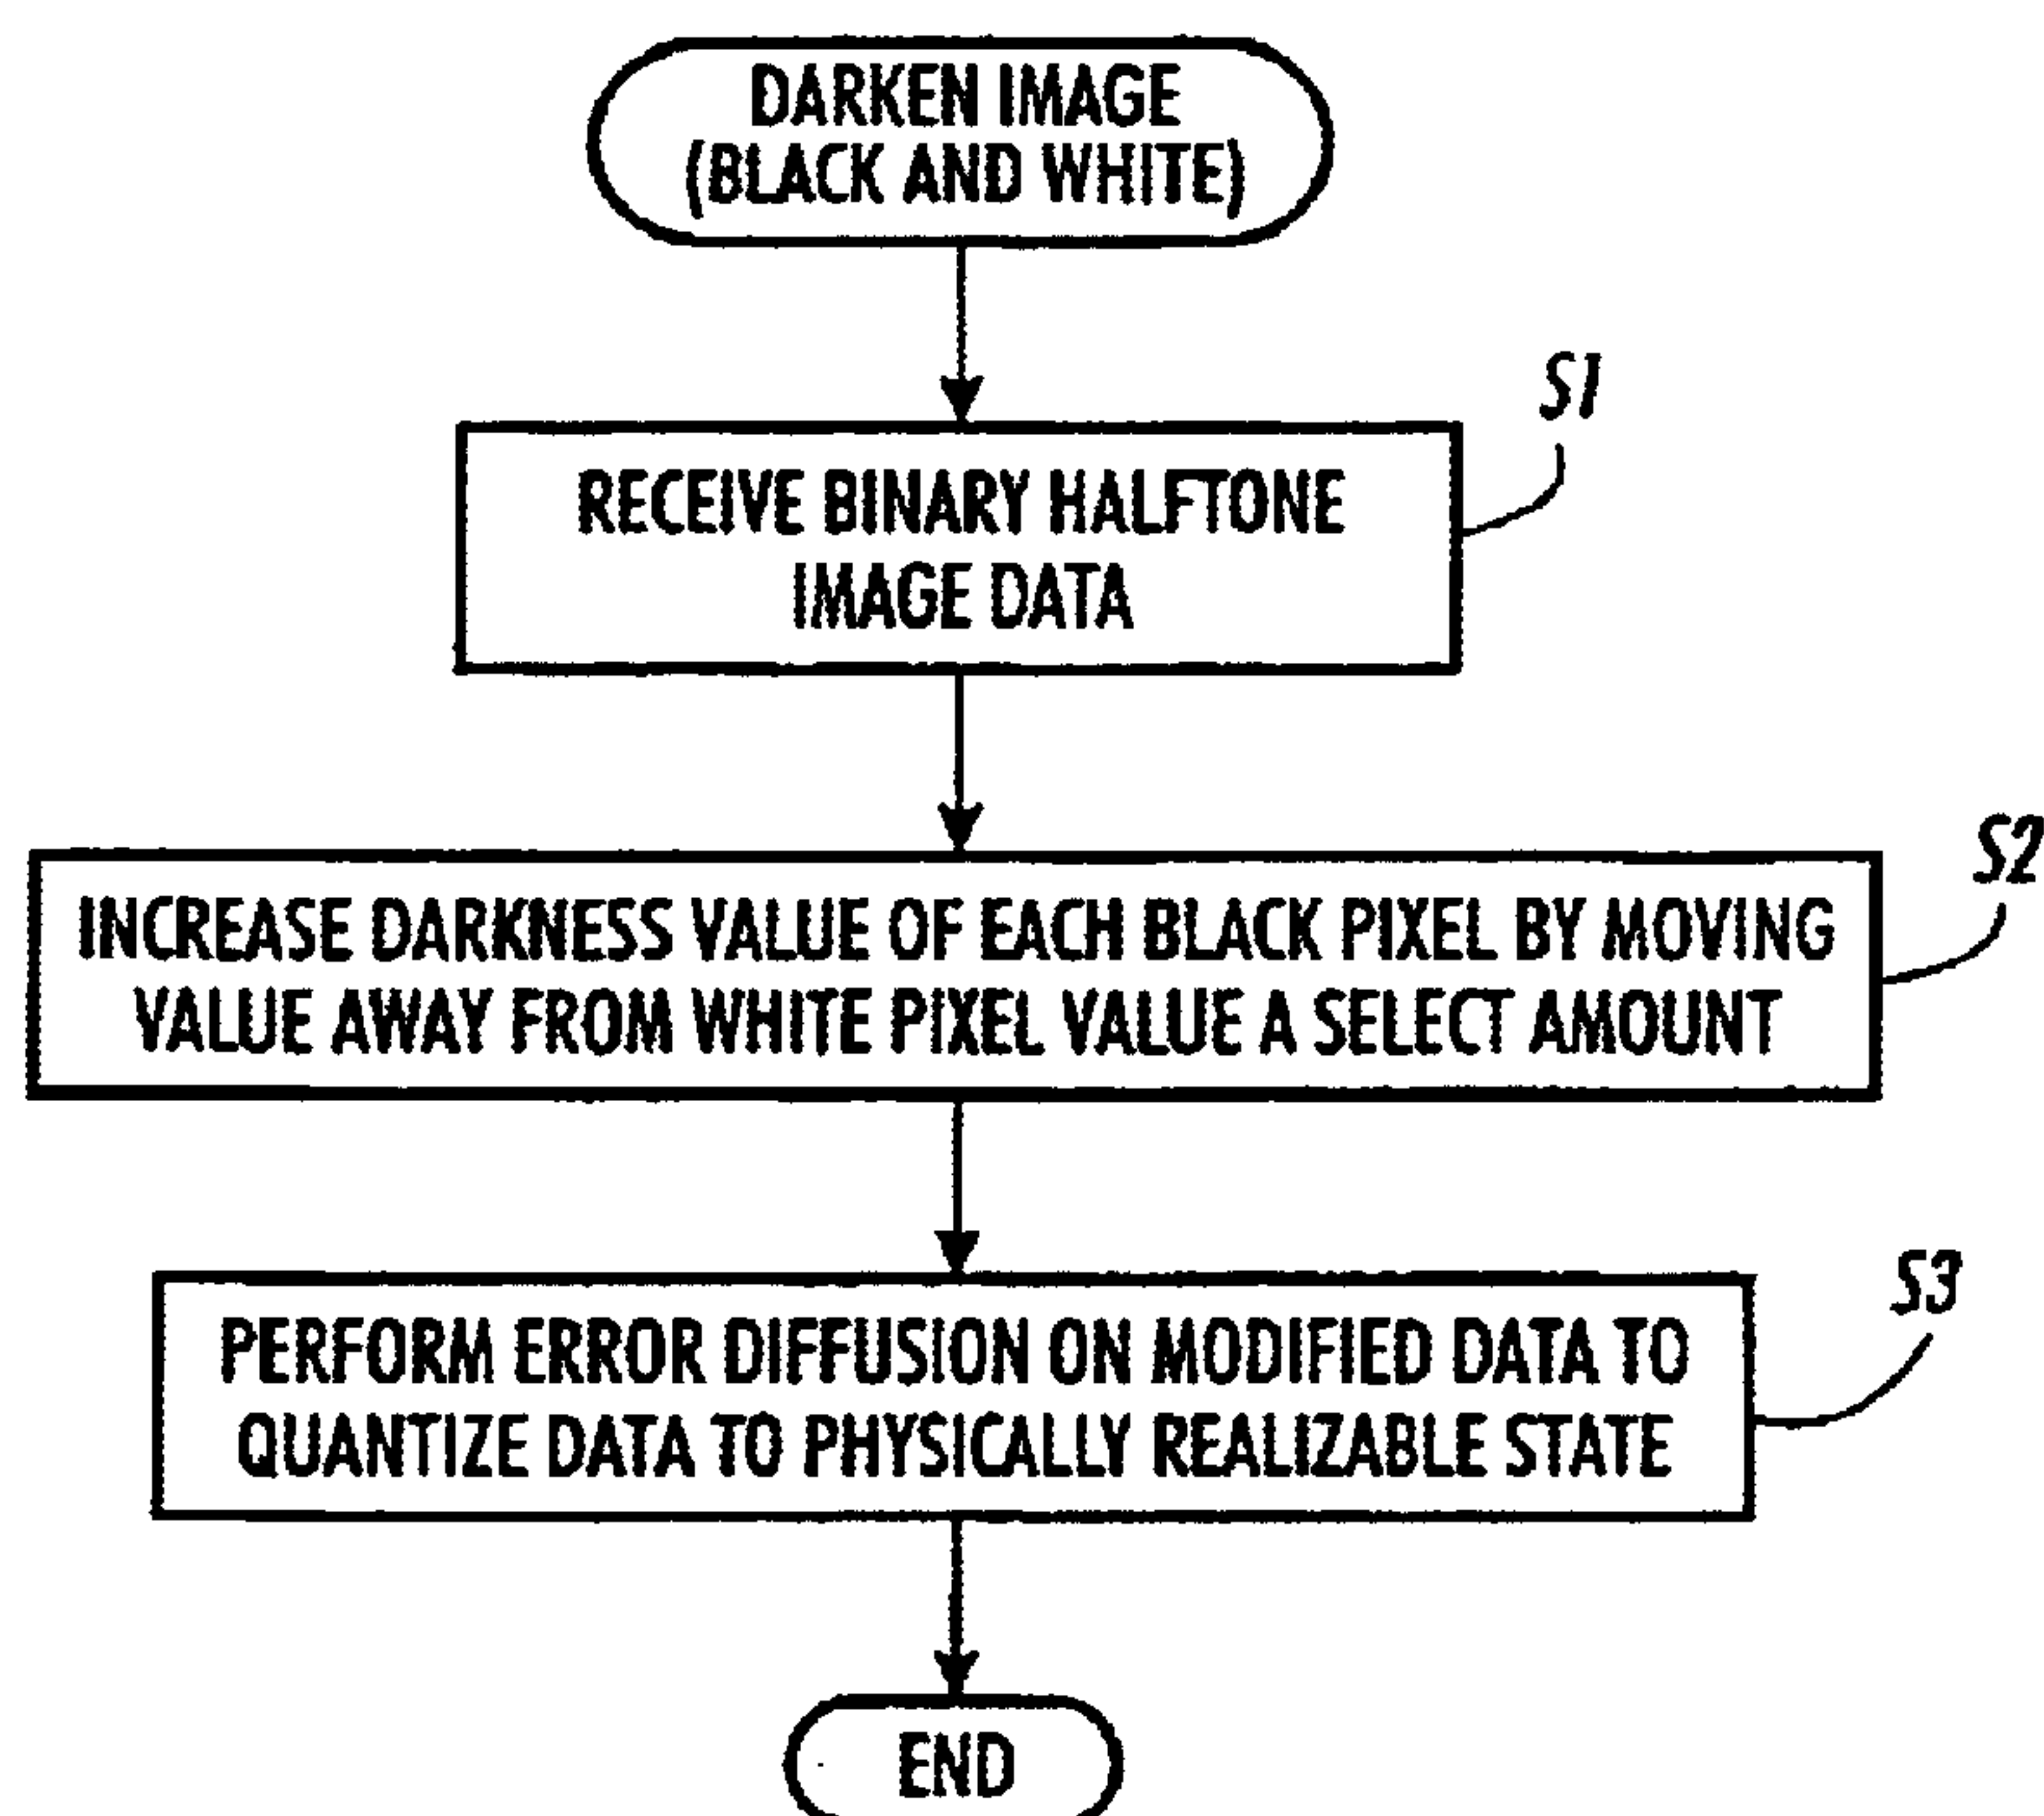 DARKEN IMAGE
(BLACK AND WHITE)
S1
RECEIVE BINARY HALFTONE
IMAGE DATA
S2
INCREASE DARKNESS VALUE OF EACH BLACK PIXEL BY MOVING
VALUE AWAY FROM WHITE PIXEL VALUE A SELECT AMOUNT
S3
PERFORM ERROR DIFFUSION ON MODIFIED DATA TO
QUANTIZE DATA TO PHYSICALLY REALIZABLE STATE
END